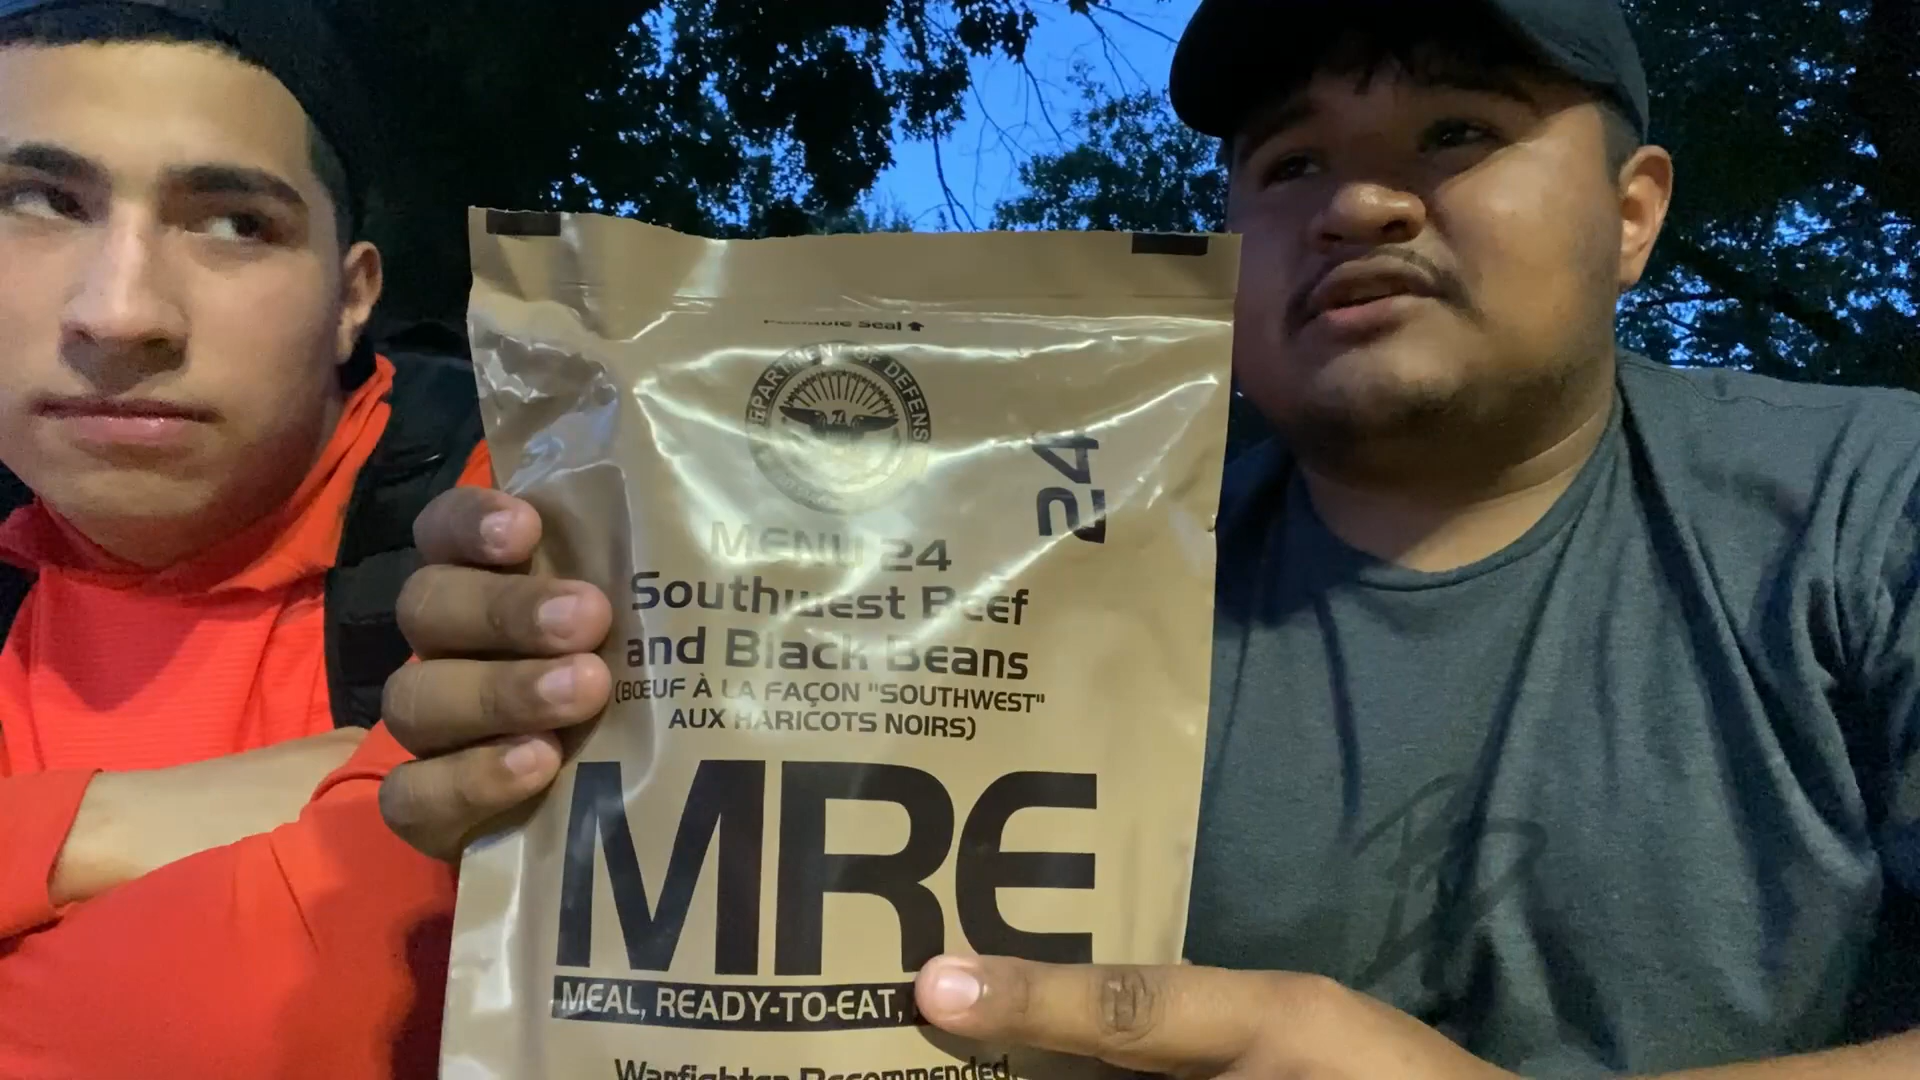 Peelable Seal
DEPARTMENT OF DEFENSE
24
MENU 24
Southwest Beef
and Black Beans
(BŒUF À LA FAÇON "SOUTHWEST"
AUX HARICOTS NOIRS)
MRE
MEAL, READY-TO-EAT,
Warfighter Recommended,